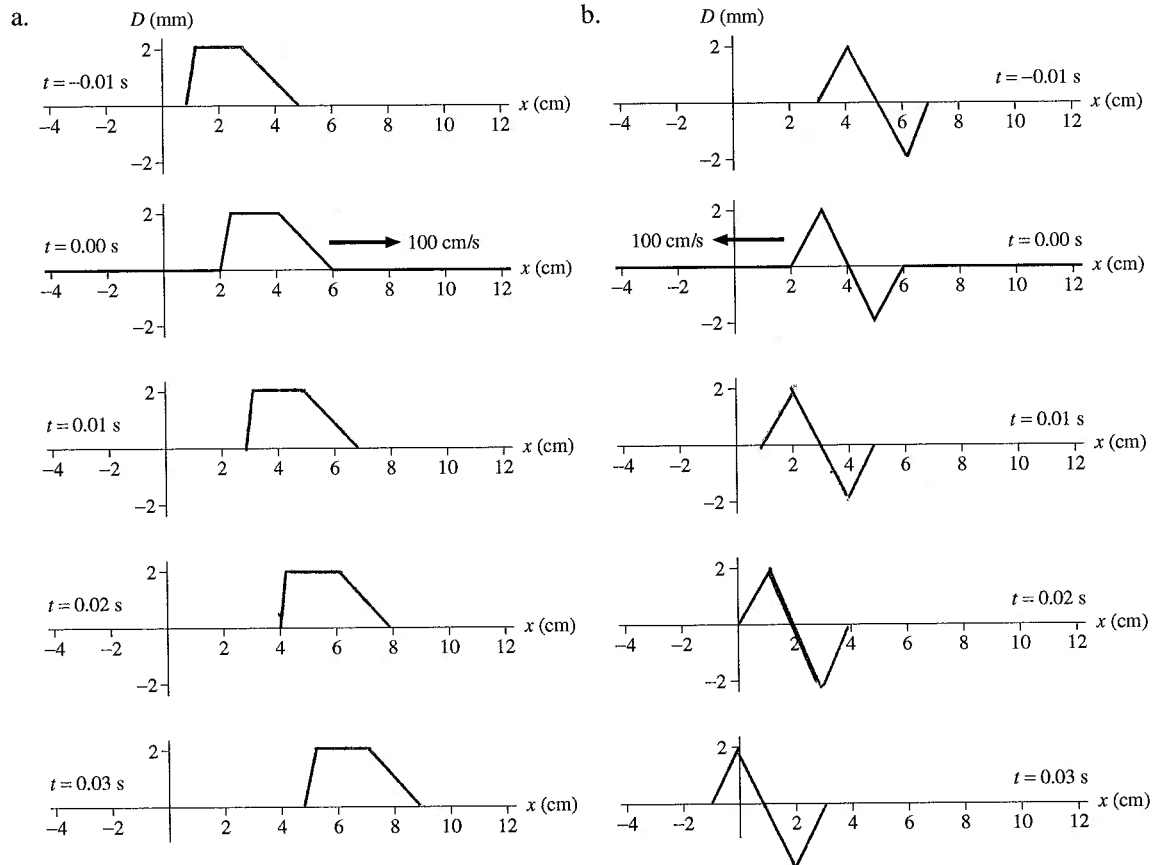 a.
D (mm)
2
t = −0.01 s
x (cm)
−4 −2 2 4 6 8 10 12
−2
2
t = 0.00 s
100 cm/s
x (cm)
−4 −2 2 4 6 8 10 12
−2
2
t = 0.01 s
x (cm)
−4 −2 2 4 6 8 10 12
−2
2
t = 0.02 s
x (cm)
−4 −2 2 4 6 8 10 12
−2
2
t = 0.03 s
x (cm)
−4 −2 2 4 6 8 10 12
b.
D (mm)
2
t = −0.01 s
x (cm)
−4 −2 2 4 6 8 10 12
−2
2
100 cm/s
t = 0.00 s
x (cm)
−4 −2 2 4 6 8 10 12
−2
2
t = 0.01 s
x (cm)
−4 −2 2 4 6 8 10 12
−2
2
t = 0.02 s
x (cm)
−4 −2 2 4 6 8 10 12
−2
2
t = 0.03 s
x (cm)
−4 −2 2 4 6 8 10 12